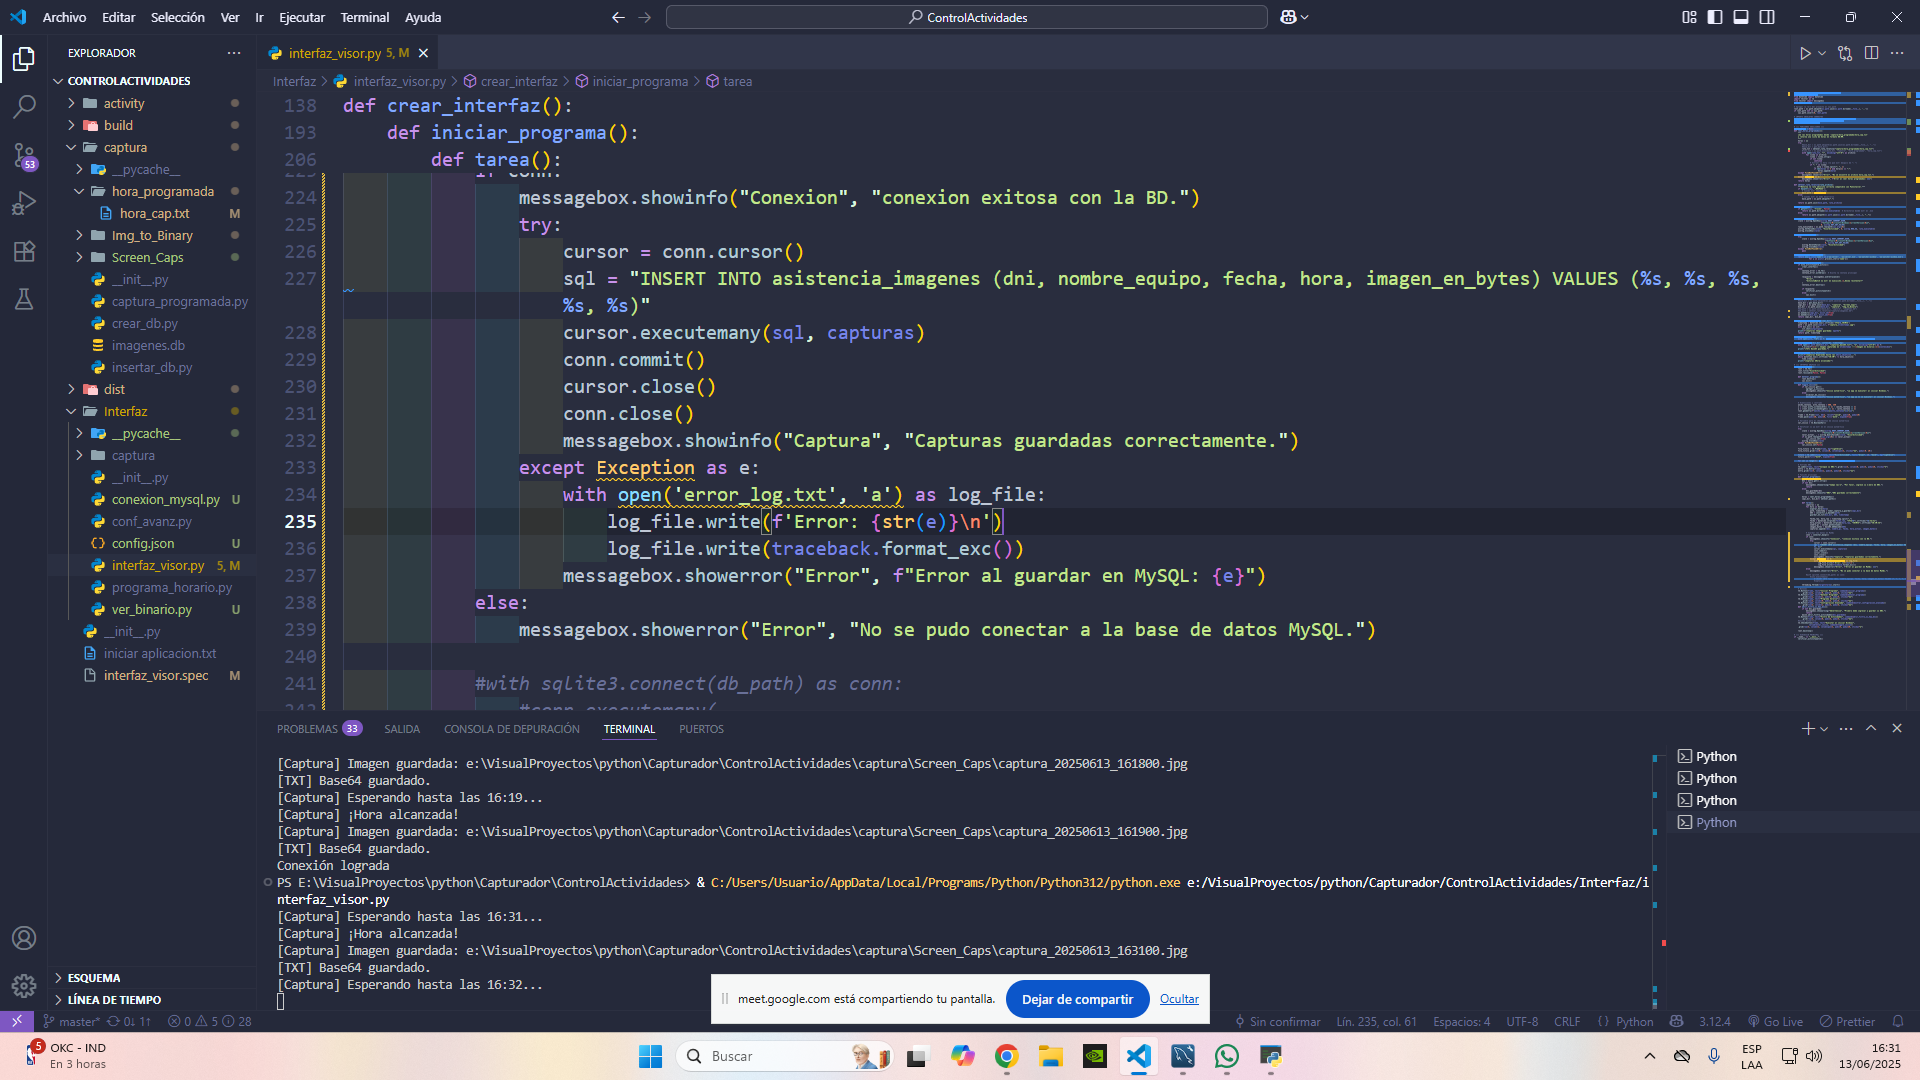 Archivo Editar Selección Ver Ir Ejecutar Terminal Ayuda
ControlActividades
EXPLORADOR
CONTROLACTIVIDADES
activity
build
captura
__pycache__
hora_programada
hora_cap.txt M
Img_to_Binary
Screen_Caps
__init__.py
captura_programada.py
crear_db.py
imagenes.db
insertar_db.py
dist
Interfaz
__pycache__
captura
__init__.py
conexion_mysql.py U
conf_avanz.py
config.json U
interfaz_visor.py 5, M
programa_horario.py
ver_binario.py U
__init__.py
iniciar aplicacion.txt
interfaz_visor.spec M
ESQUEMA
LÍNEA DE TIEMPO
53
interfaz_visor.py 5, M
Interfaz > interfaz_visor.py > crear_interfaz > iniciar_programa > tarea
138 def crear_interfaz():
193 def iniciar_programa():
206 def tarea():
223 if conn:
224 messagebox.showinfo("Conexion", "conexion exitosa con la BD.")
225 try:
226 cursor = conn.cursor()
227 sql = "INSERT INTO asistencia_imagenes (dni, nombre_equipo, fecha, hora, imagen_en_bytes) VALUES (%s, %s, %s,
%s, %s)"
228 cursor.executemany(sql, capturas)
229 conn.commit()
230 cursor.close()
231 conn.close()
232 messagebox.showinfo("Captura", "Capturas guardadas correctamente.")
233 except Exception as e:
234 with open('error_log.txt', 'a') as log_file:
235 log_file.write(f'Error: {str(e)}\n')
236 log_file.write(traceback.format_exc())
237 messagebox.showerror("Error", f"Error al guardar en MySQL: {e}")
238 else:
239 messagebox.showerror("Error", "No se pudo conectar a la base de datos MySQL.")
240
241 #with sqlite3.connect(db_path) as conn:
242 #conn.executemany(
PROBLEMAS 33 SALIDA CONSOLA DE DEPURACIÓN TERMINAL PUERTOS
[Captura] Imagen guardada: e:\VisualProyectos\python\Capturador\ControlActividades\captura\Screen_Caps\captura_20250613_161800.jpg
[TXT] Base64 guardado.
[Captura] Esperando hasta las 16:19...
[Captura] ¡Hora alcanzada!
[Captura] Imagen guardada: e:\VisualProyectos\python\Capturador\ControlActividades\captura\Screen_Caps\captura_20250613_161900.jpg
[TXT] Base64 guardado.
Conexión lograda
PS E:\VisualProyectos\python\Capturador\ControlActividades> & C:/Users/Usuario/AppData/Local/Programs/Python/Python312/python.exe e:/VisualProyectos/python/Capturador/ControlActividades/Interfaz/i
nterfaz_visor.py
[Captura] Esperando hasta las 16:31...
[Captura] ¡Hora alcanzada!
[Captura] Imagen guardada: e:\VisualProyectos\python\Capturador\ControlActividades\captura\Screen_Caps\captura_20250613_163100.jpg
[TXT] Base64 guardado.
[Captura] Esperando hasta las 16:32...
Python
Python
Python
Python
meet.google.com está compartiendo tu pantalla. Dejar de compartir Ocultar
master* 0↓ 1↑ 0 5 28
Sin confirmar Lín. 235, col. 61 Espacios: 4 UTF-8 CRLF { } Python 3.12.4 Go Live Prettier
5
OKC - IND
En 3 horas
Buscar
ESP
LAA
16:31
13/06/2025